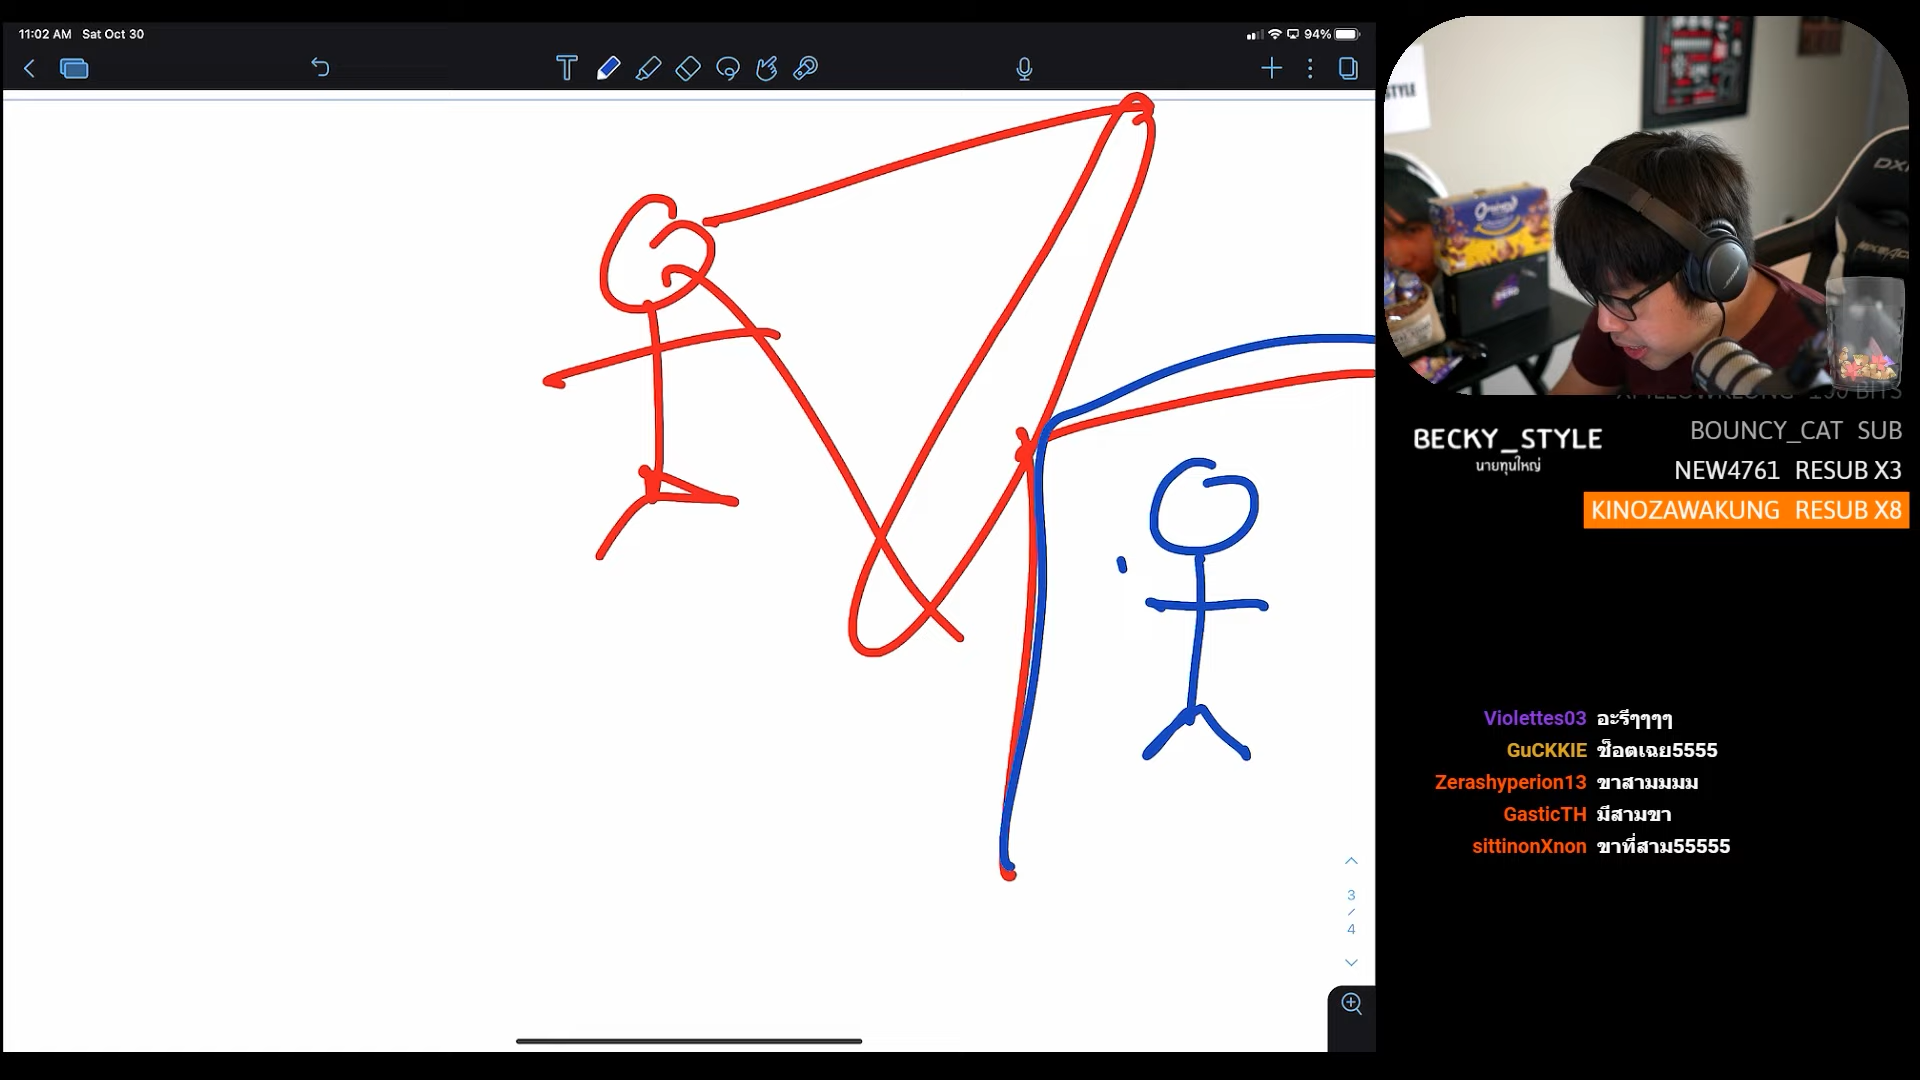 11:02 AM Sat Oct 30
94%
T
3
/
4
STYLE
ZERO
BECKY_STYLE
นายทุนใหญ่
BOUNCY_CAT SUB
NEW4761 RESUB X3
KINOZAWAKUNG RESUB X8
Violettes03 อะรึๆๆๆๆ
GuCKKIE ช็อตเฉย5555
Zerashyperion13 ขาสามมมม
GasticTH มีสามขา
sittinonXnon ขาที่สาม55555